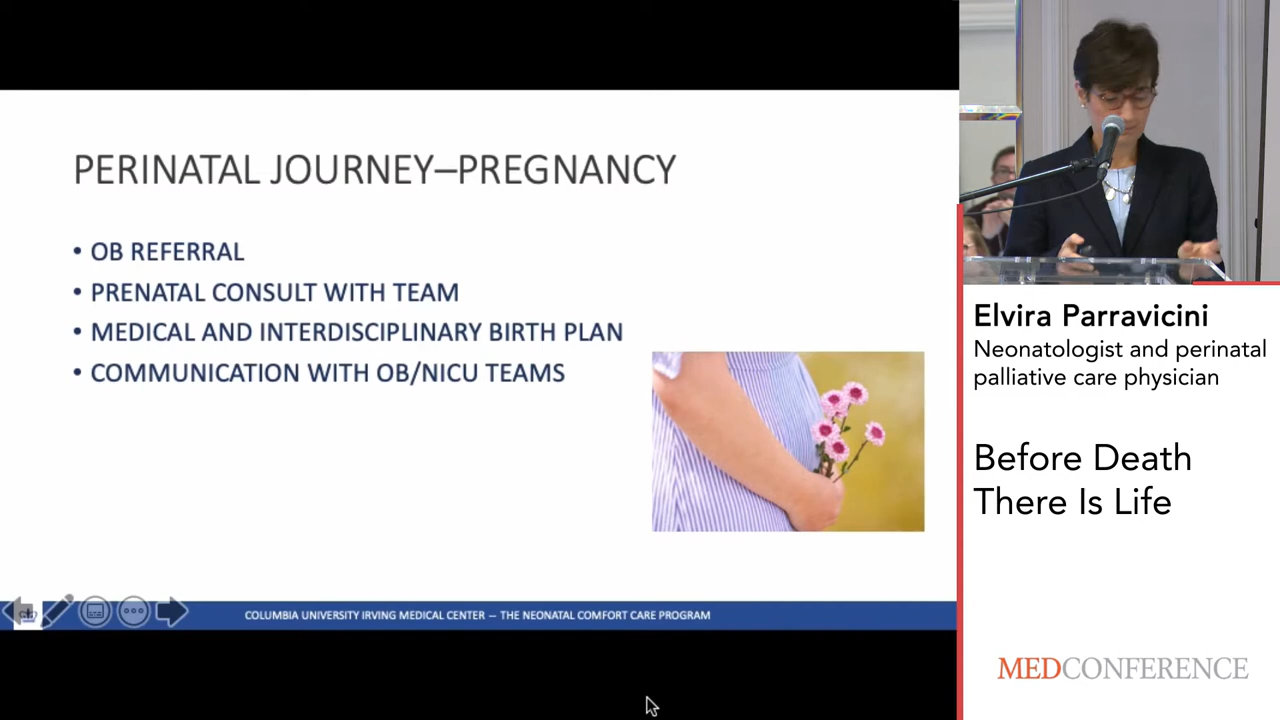 PERINATAL JOURNEY–PREGNANCY
• OB REFERRAL
• PRENATAL CONSULT WITH TEAM
• MEDICAL AND INTERDISCIPLINARY BIRTH PLAN
• COMMUNICATION WITH OB/NICU TEAMS
COLUMBIA UNIVERSITY IRVING MEDICAL CENTER – THE NEONATAL COMFORT CARE PROGRAM
Elvira Parravicini
Neonatologist and perinatal
palliative care physician
Before Death
There Is Life
MEDCONFERENCE